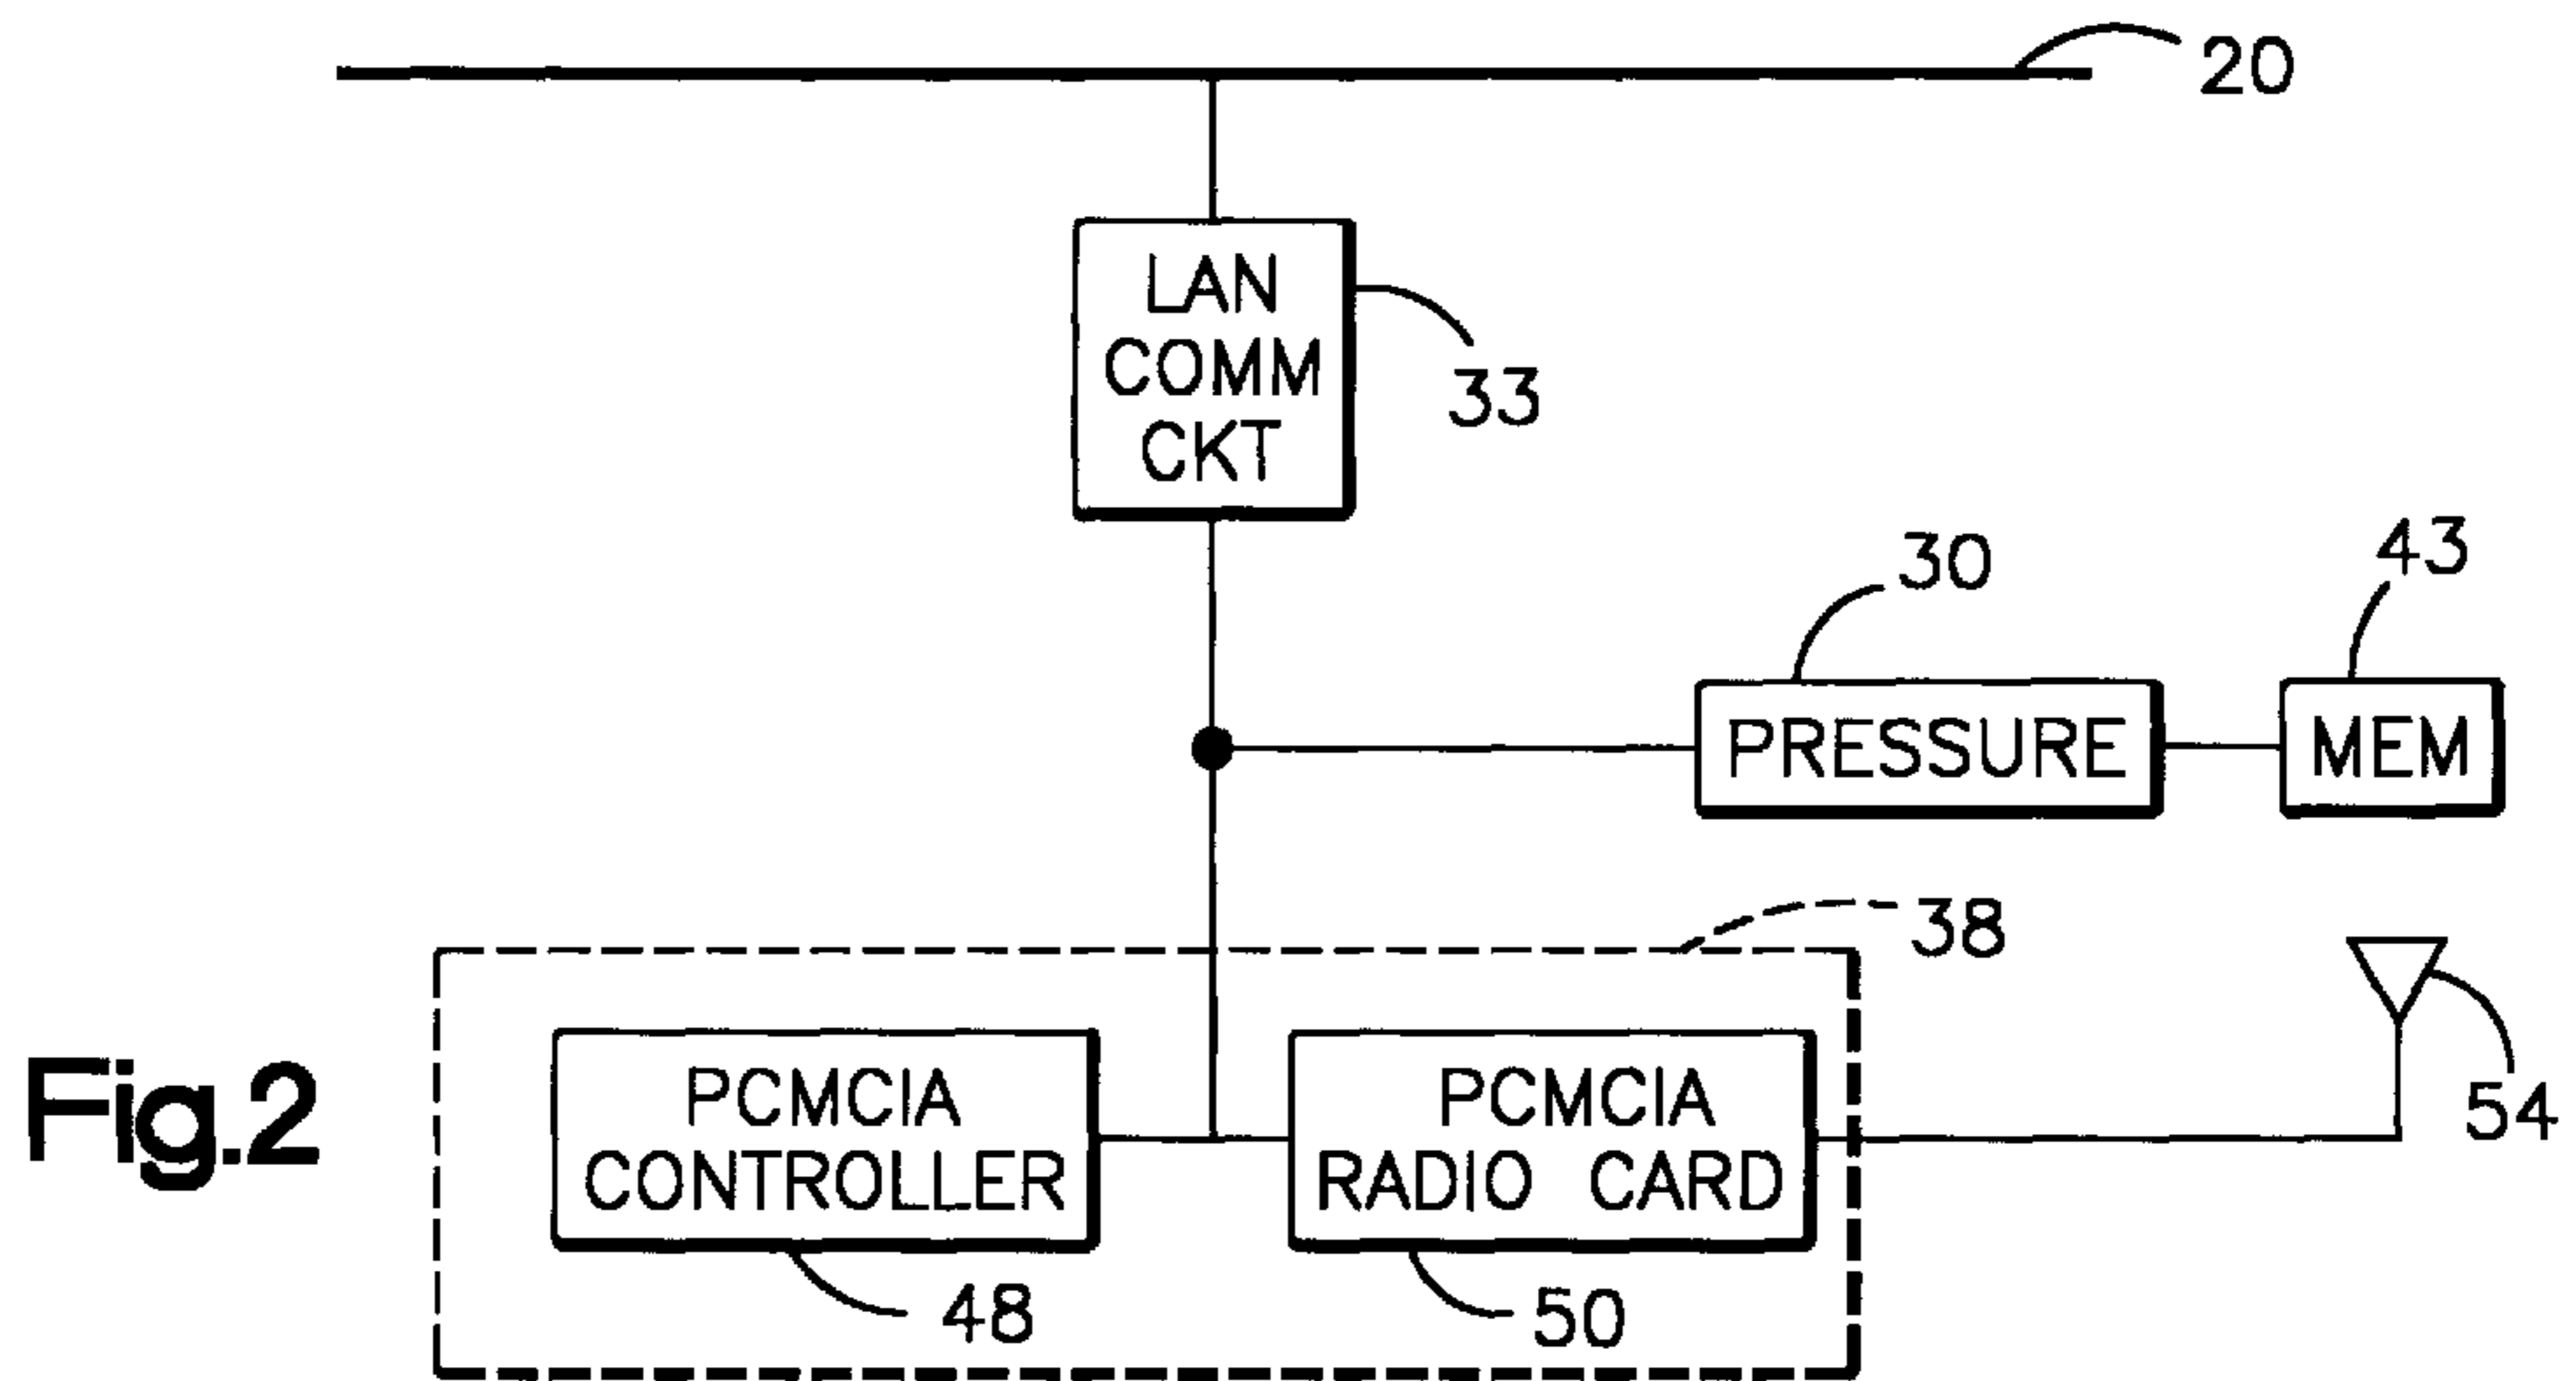 20
LAN
COMM
CKT
33
30
43
PRESSURE
MEM
38
54
PCMCIA
CONTROLLER
PCMCIA
RADIO CARD
48
50
Fig.2